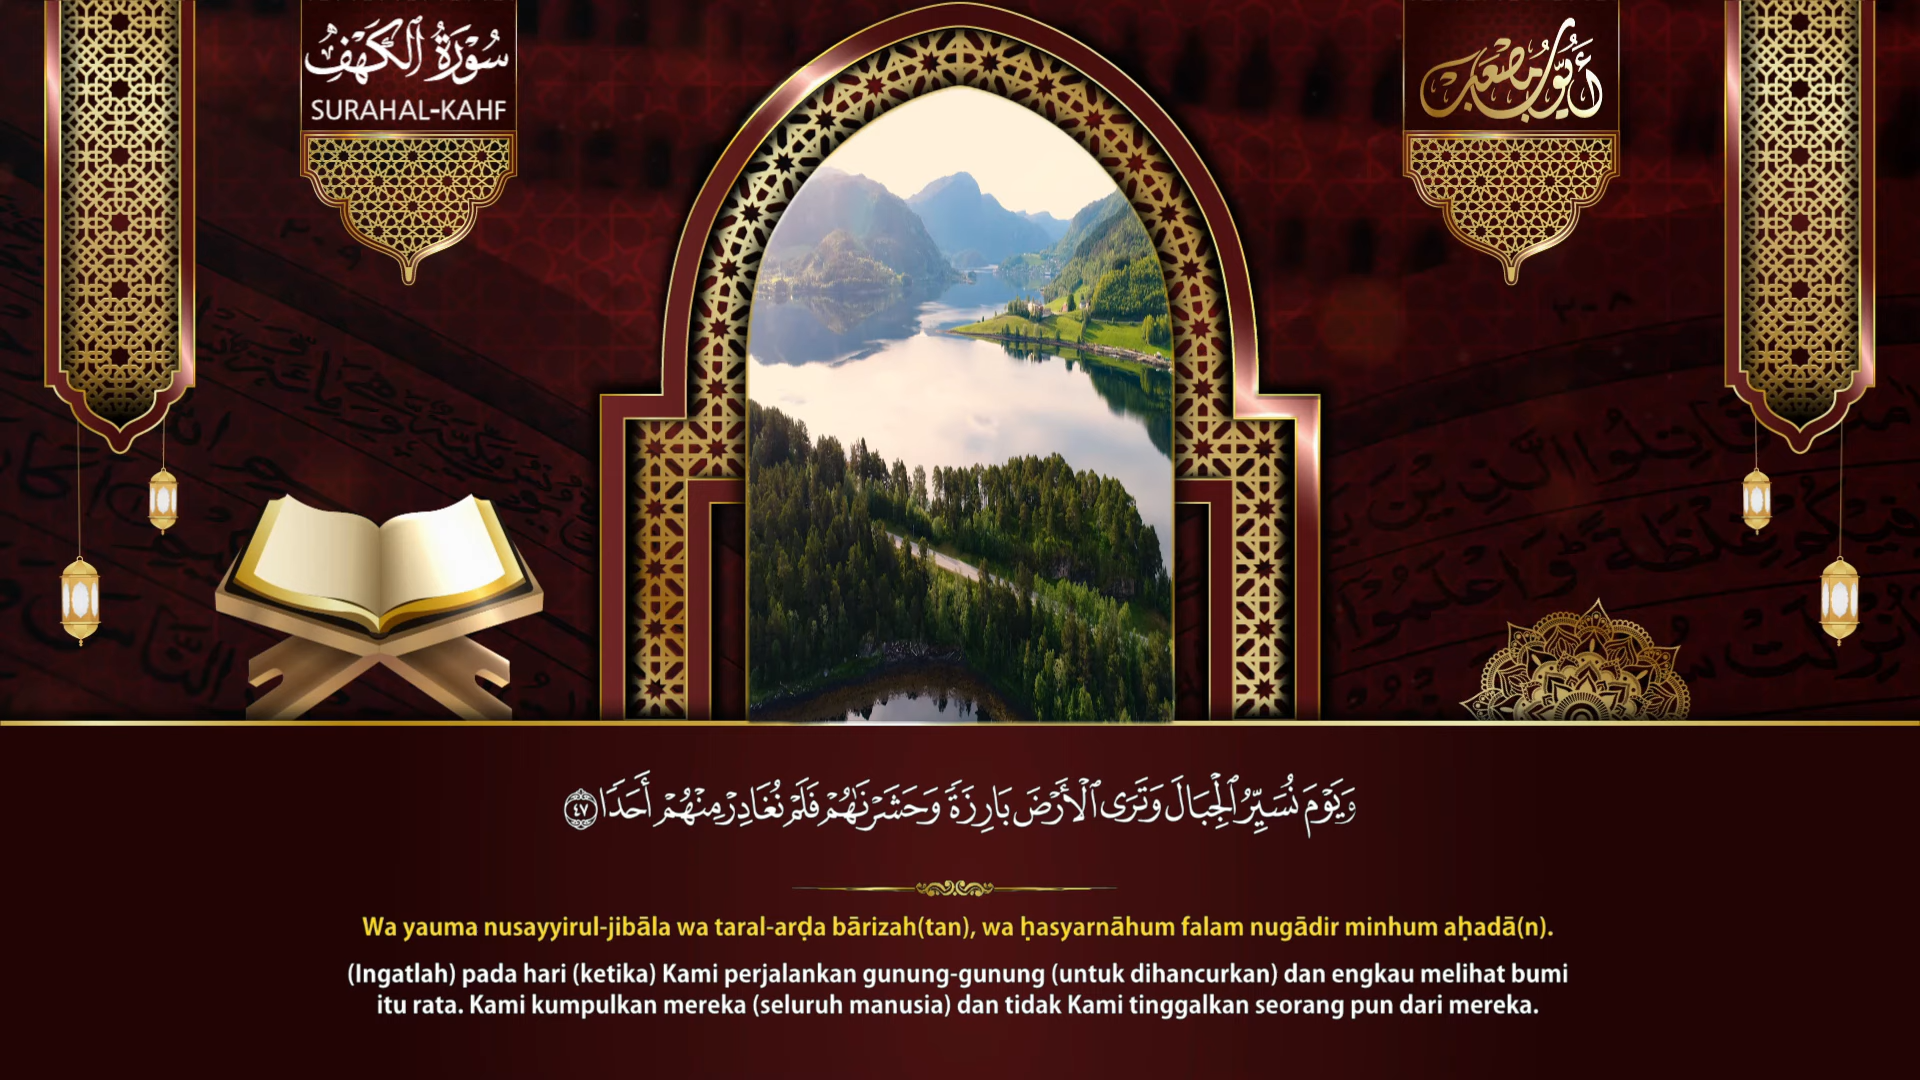 سُورَةُ ٱلْكَهْفِ
SURAHAL-KAHF
أيوب مصعب
وَيَوْمَ نُسَيِّرُ ٱلْجِبَالَ وَتَرَى ٱلْأَرْضَ بَارِزَةً وَحَشَرْنَٰهُمْ فَلَمْ نُغَادِرْ مِنْهُمْ أَحَدًا ٤٧
Wa yauma nusayyirul-jibāla wa taral-arḍa bārizah(tan), wa ḥasyarnāhum falam nugādir minhum aḥadā(n).
(Ingatlah) pada hari (ketika) Kami perjalankan gunung-gunung (untuk dihancurkan) dan engkau melihat bumi
itu rata. Kami kumpulkan mereka (seluruh manusia) dan tidak Kami tinggalkan seorang pun dari mereka.